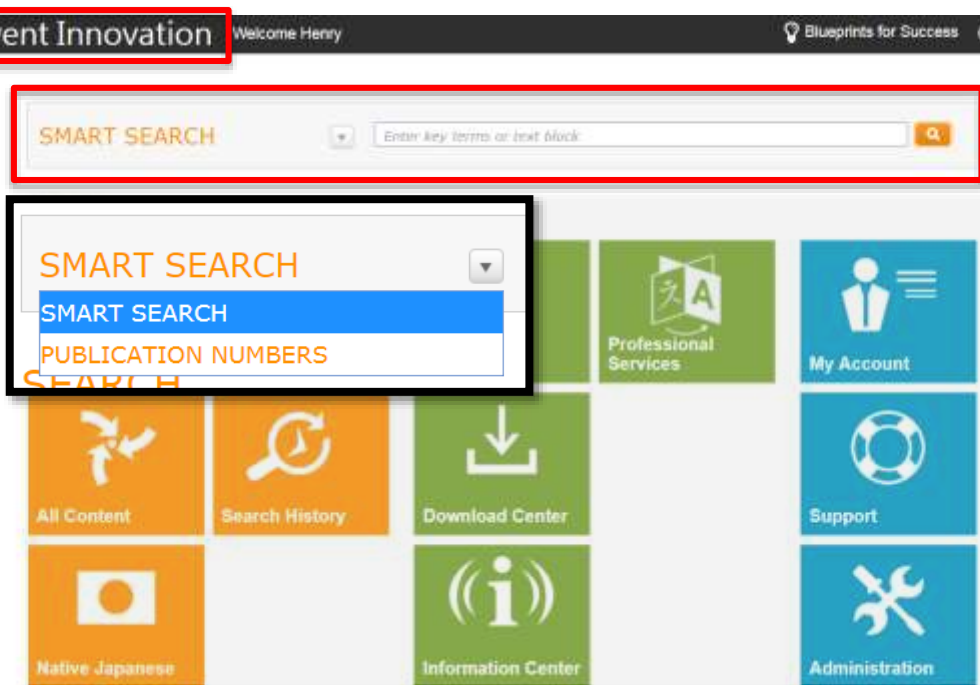 ent Innovation Welcome Henry Blueprints for Success
SMART SEARCH Enter key terms or text block
SMART SEARCH
SMART SEARCH
PUBLICATION NUMBERS
SEARCH
Professional
Services
My Account
All Content
Search History
Download Center
Support
Native Japanese
Information Center
Administration